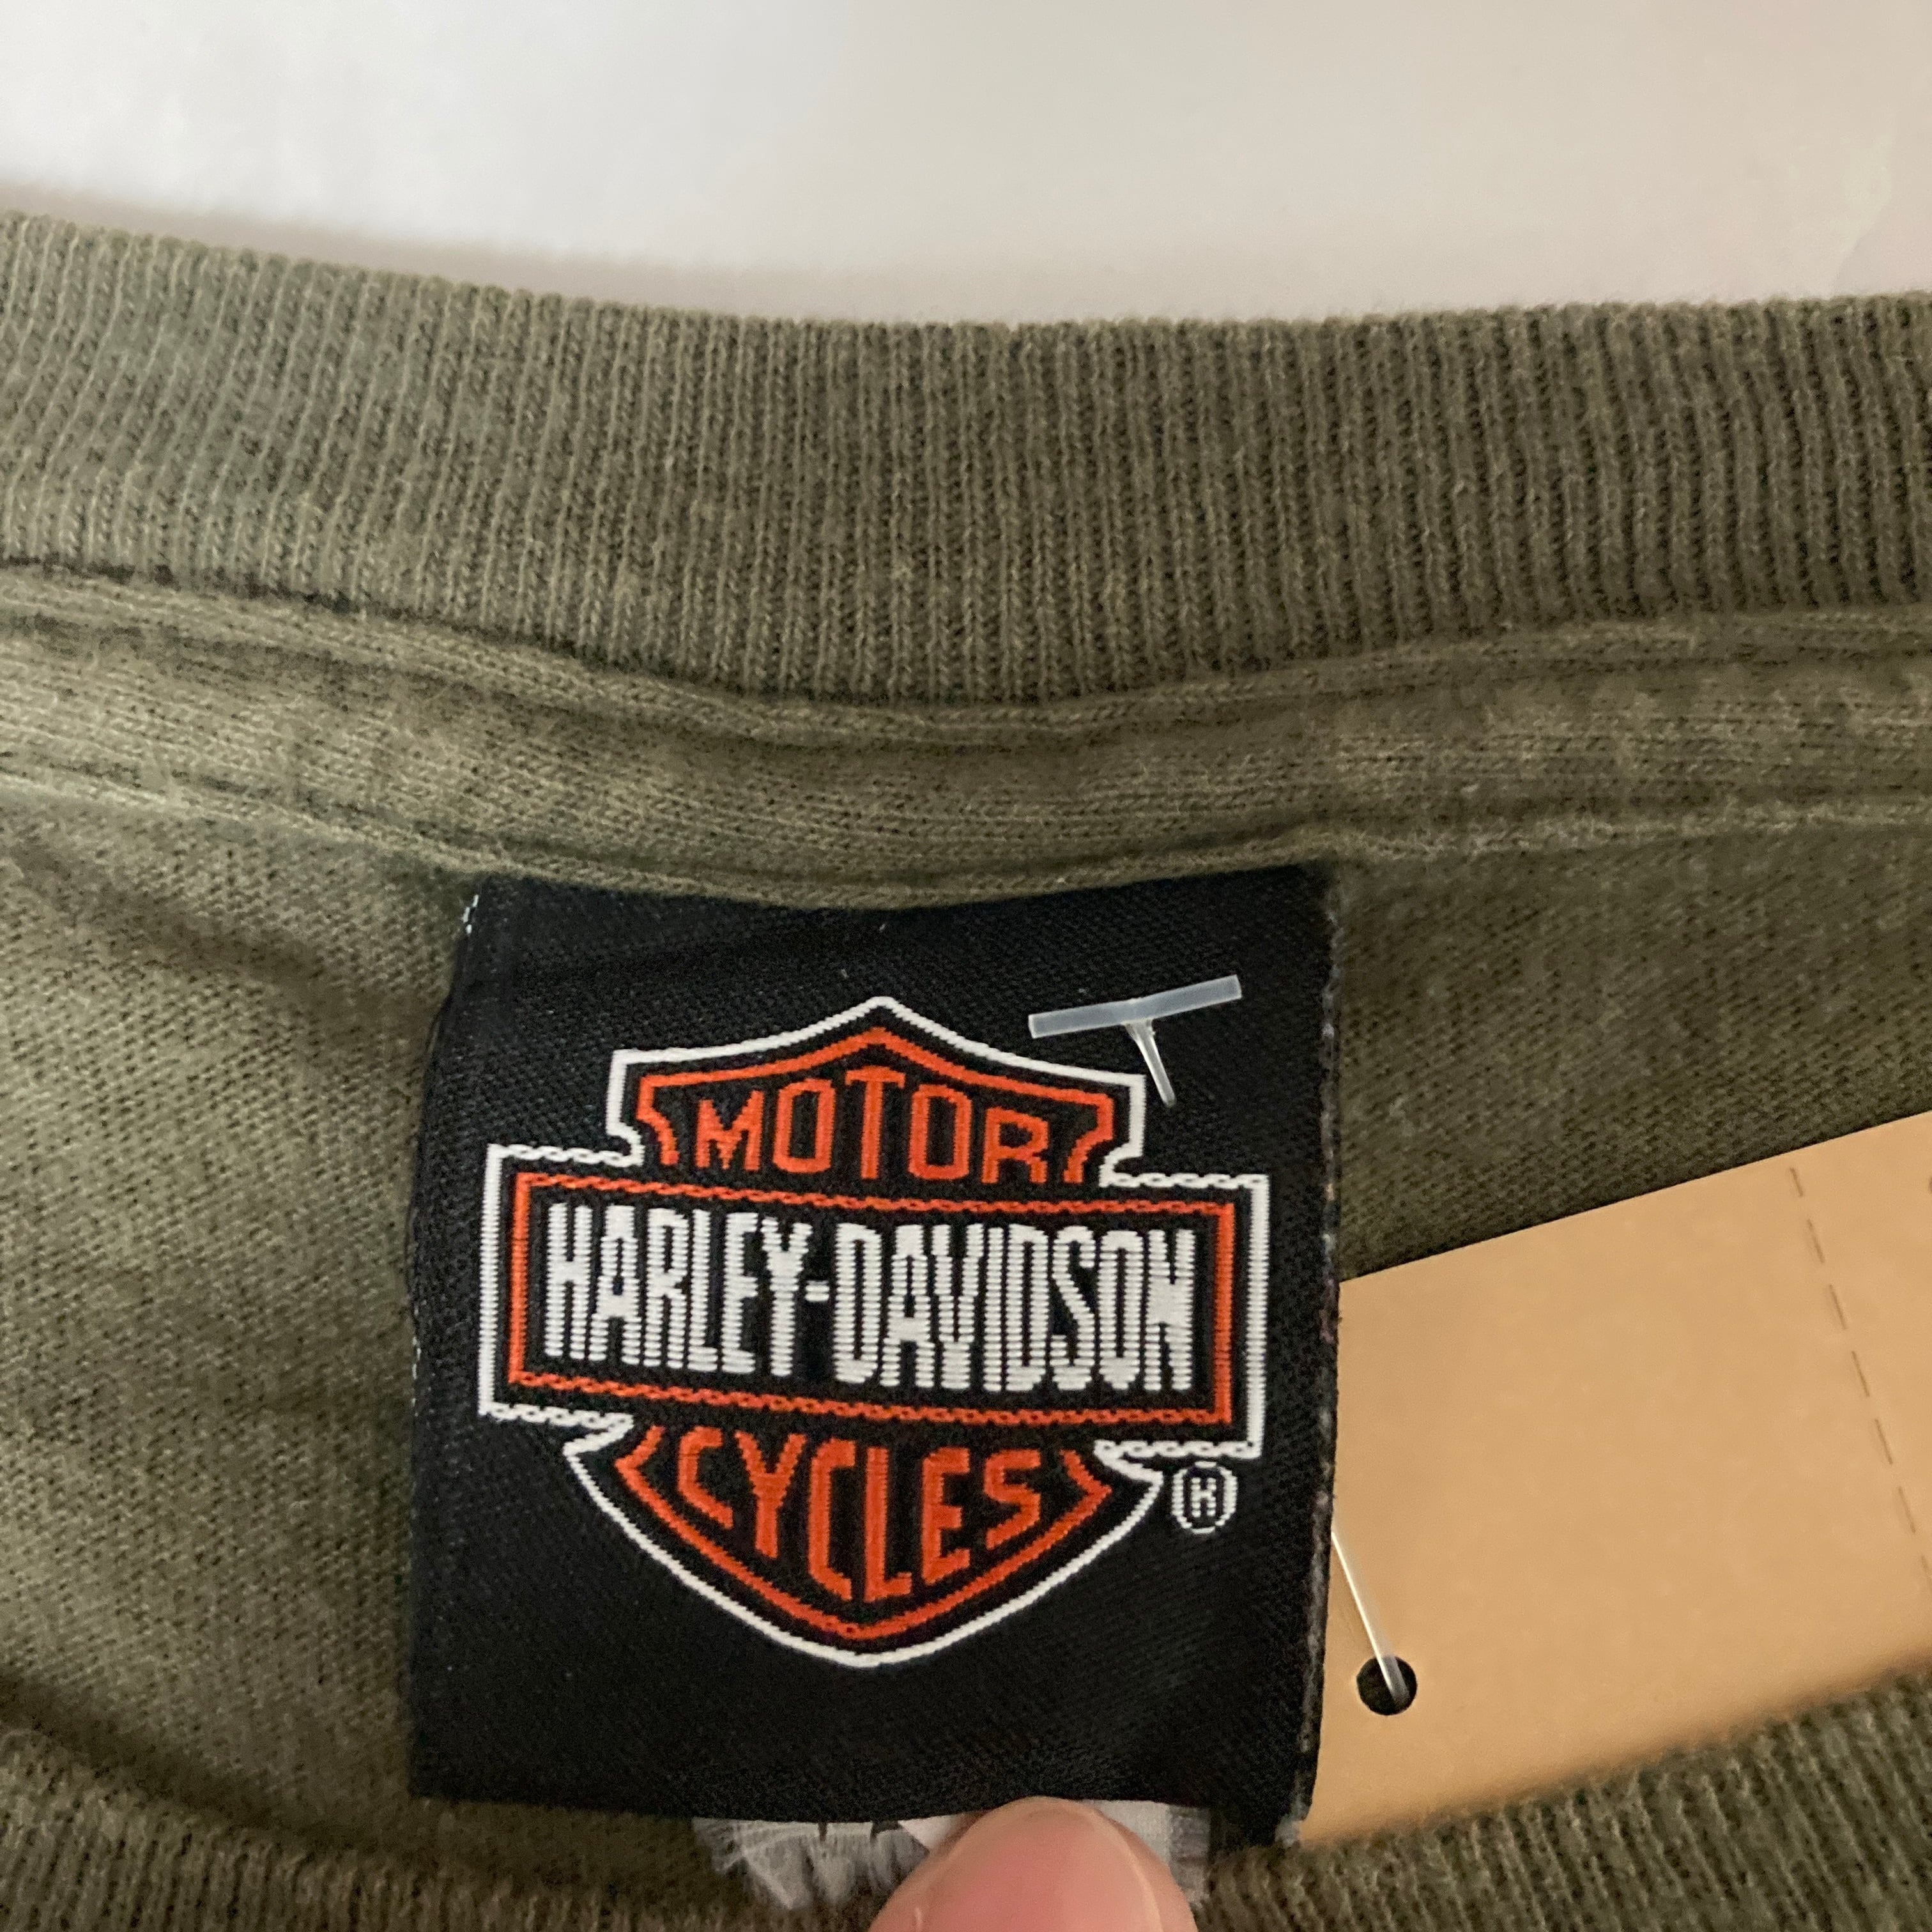 MOTOR
HARLEY-DAVIDSON
CYCLES
®